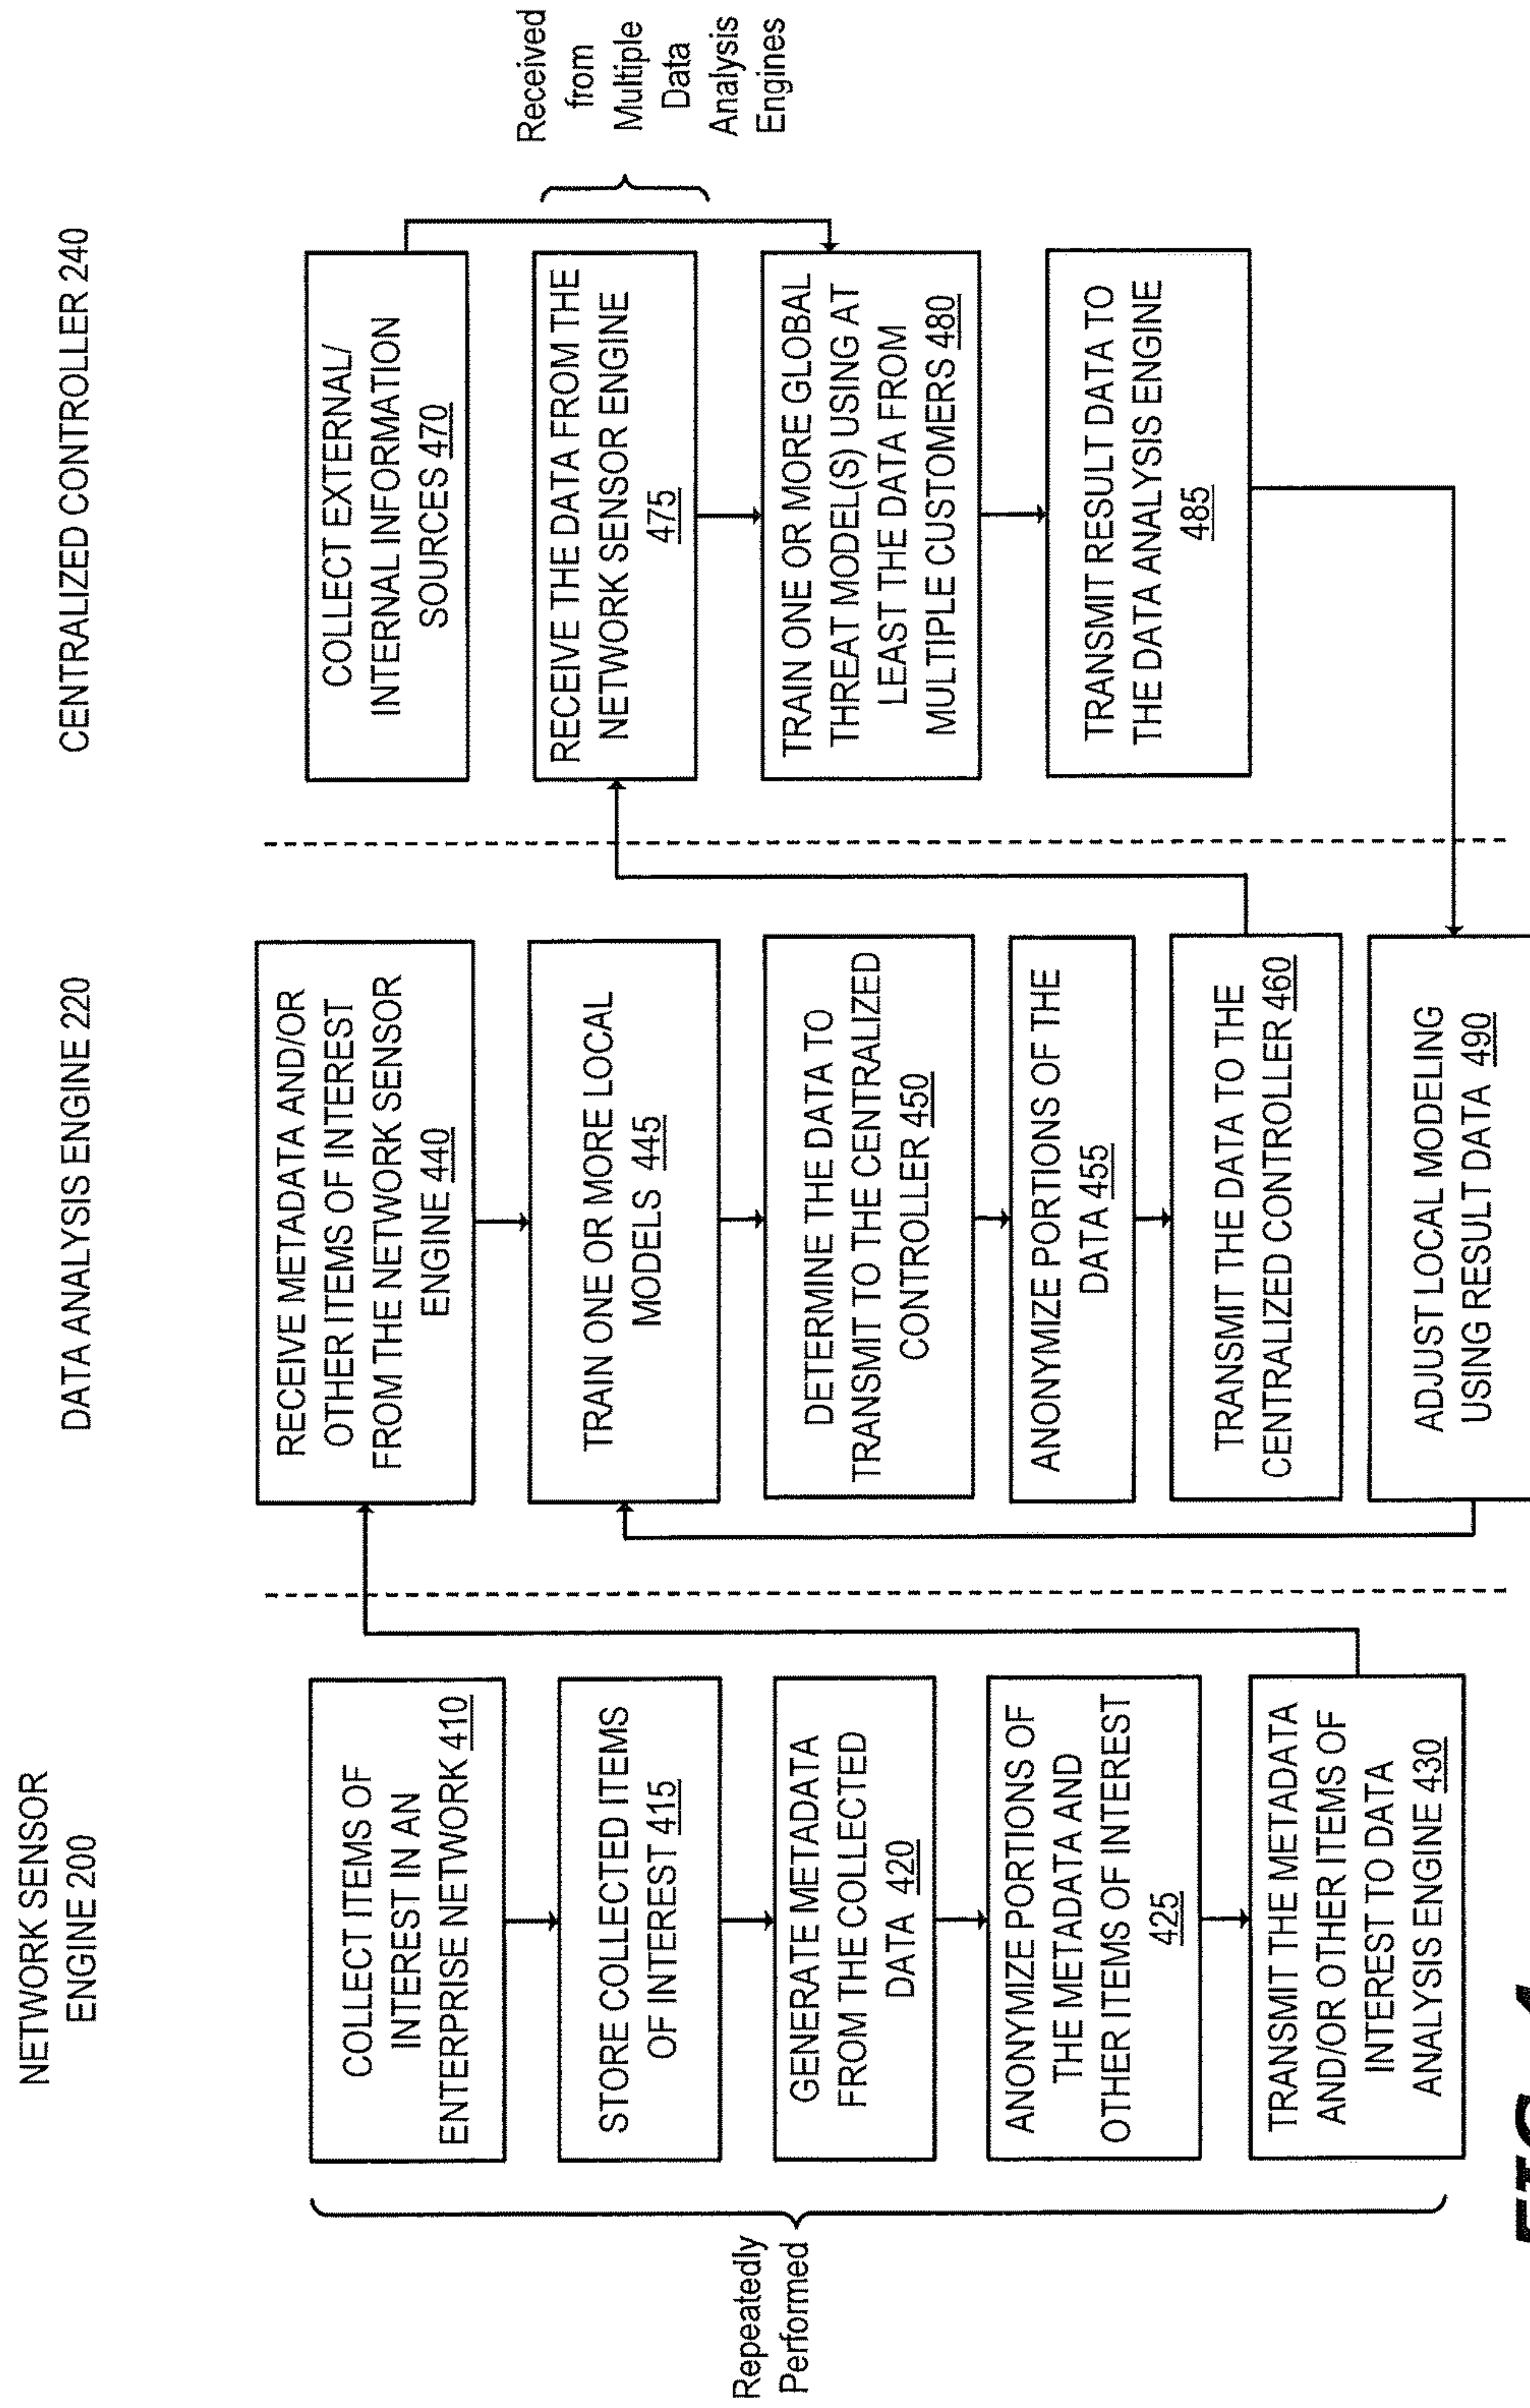 NETWORK SENSOR
ENGINE 200
Repeatedly
Performed
COLLECT ITEMS OF
INTEREST IN AN
ENTERPRISE NETWORK 410
STORE COLLECTED ITEMS
OF INTEREST 415
GENERATE METADATA
FROM THE COLLECTED
DATA 420
ANONYMIZE PORTIONS OF
THE METADATA AND
OTHER ITEMS OF INTEREST
425
TRANSMIT THE METADATA
AND/OR OTHER ITEMS OF
INTEREST TO DATA
ANALYSIS ENGINE 430
DATA ANALYSIS ENGINE 220
RECEIVE METADATA AND/OR
OTHER ITEMS OF INTEREST
FROM THE NETWORK SENSOR
ENGINE 440
TRAIN ONE OR MORE LOCAL
MODELS 445
DETERMINE THE DATA TO
TRANSMIT TO THE CENTRALIZED
CONTROLLER 450
ANONYMIZE PORTIONS OF THE
DATA 455
TRANSMIT THE DATA TO THE
CENTRALIZED CONTROLLER 460
ADJUST LOCAL MODELING
USING RESULT DATA 490
CENTRALIZED CONTROLLER 240
COLLECT EXTERNAL/
INTERNAL INFORMATION
SOURCES 470
RECEIVE THE DATA FROM THE
NETWORK SENSOR ENGINE
475
TRAIN ONE OR MORE GLOBAL
THREAT MODEL(S) USING AT
LEAST THE DATA FROM
MULTIPLE CUSTOMERS 480
TRANSMIT RESULT DATA TO
THE DATA ANALYSIS ENGINE
485
Received
from
Multiple
Data
Analysis
Engines